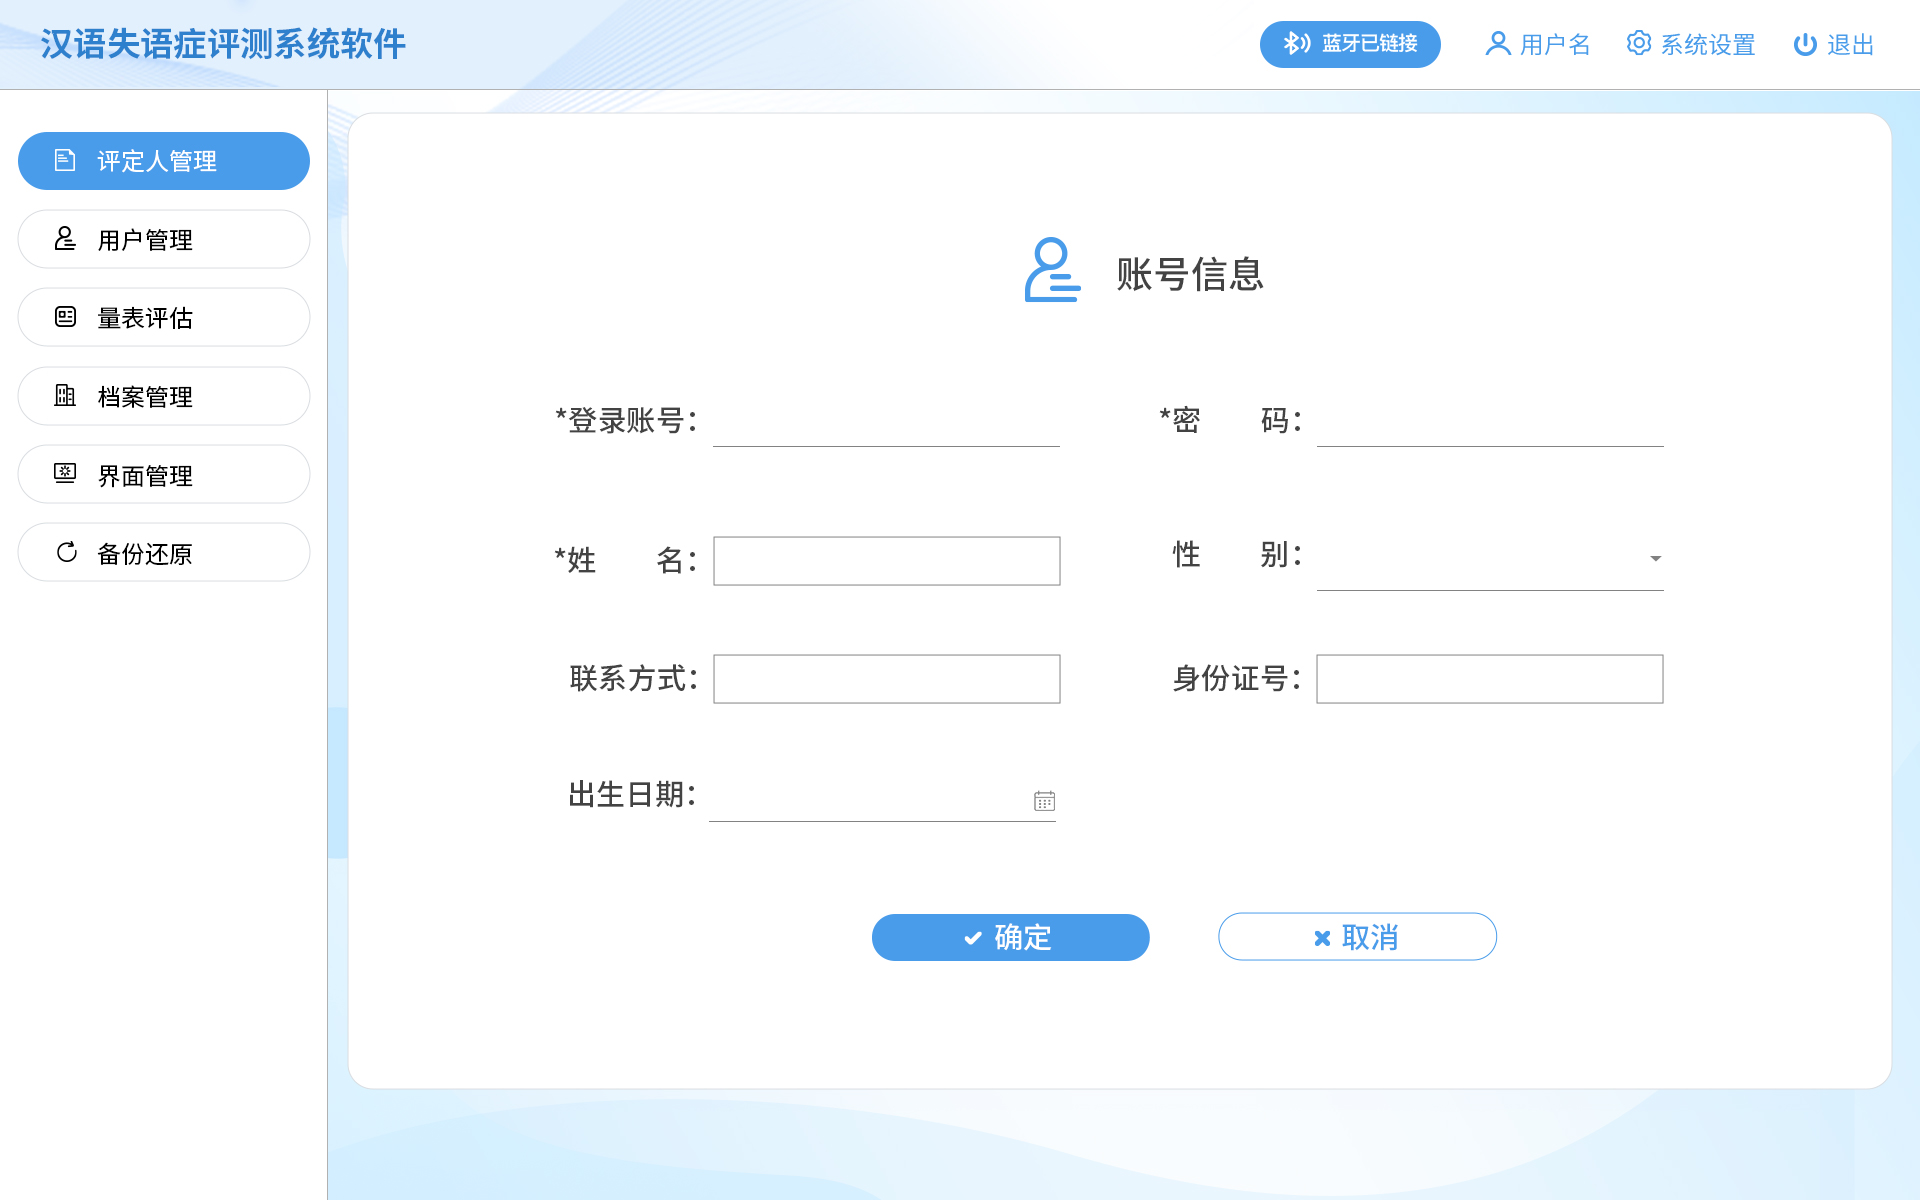 汉语失语症评测系统软件
蓝牙已链接
用户名
系统设置
退出
评定人管理
用户管理
量表评估
档案管理
界面管理
备份还原
账号信息
*登录账号：
*密 码：
*姓 名：
性 别：
联系方式：
身份证号：
出生日期：
确定
取消